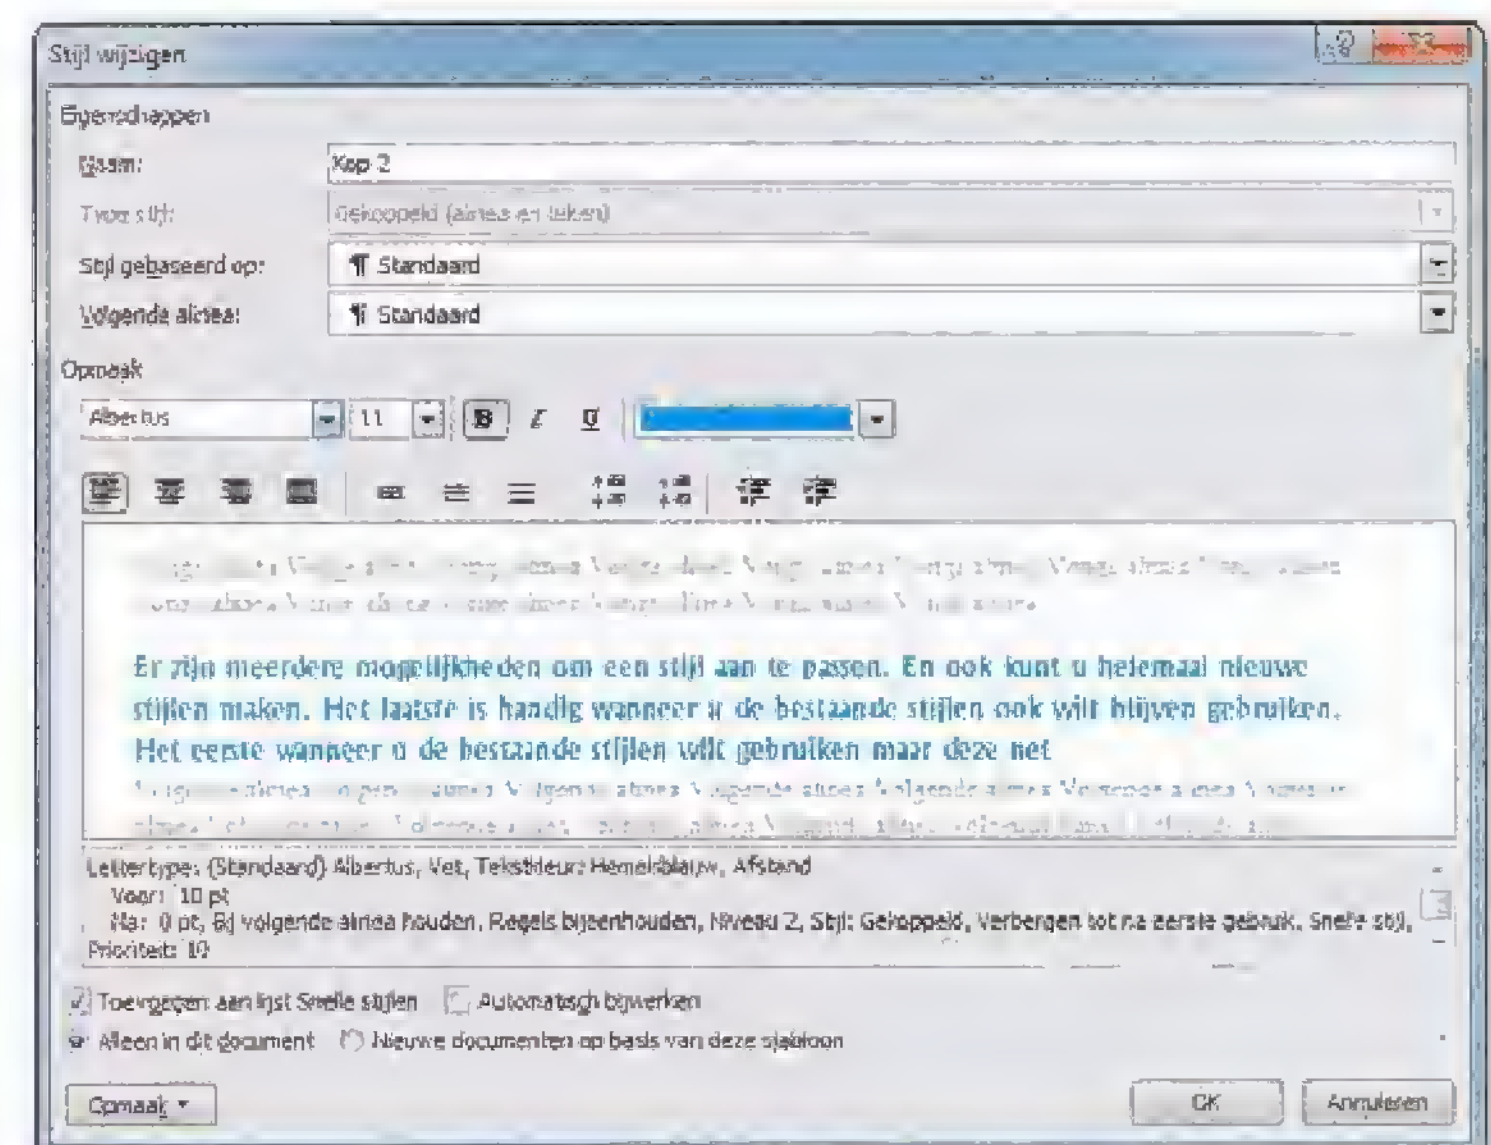 Stijl wijzigen
Eigenschappen
Naam: Kop 2
Type stijl: Gekoppeld (alinea en teken)
Stijl gebaseerd op: ¶ Standaard
Volgende alinea: ¶ Standaard
Opmaak
Albertus 11 B I U
Er zijn meerdere mogelijkheden om een stijl aan te passen. En ook kunt u helemaal nieuwe
stijlen maken. Het laatste is handig wanneer u de bestaande stijlen ook wilt blijven gebruiken.
Het eerste wanneer u de bestaande stijlen wilt gebruiken maar deze net
Lettertype: (Standaard) Albertus, Vet, Tekstkleur: Hemelsblauw, Afstand
Voor: 10 pt
Na: 0 pt, Bij volgende alinea houden, Regels bijeenhouden, Niveau 2, Stijl: Gekoppeld, Verbergen tot na eerste gebruik, Snelle stijl,
Prioriteit: 10
Toevoegen aan lijst Snelle stijlen Automatisch bijwerken
Alleen in dit document Nieuwe documenten op basis van deze sjabloon
Opmaak OK Annuleren